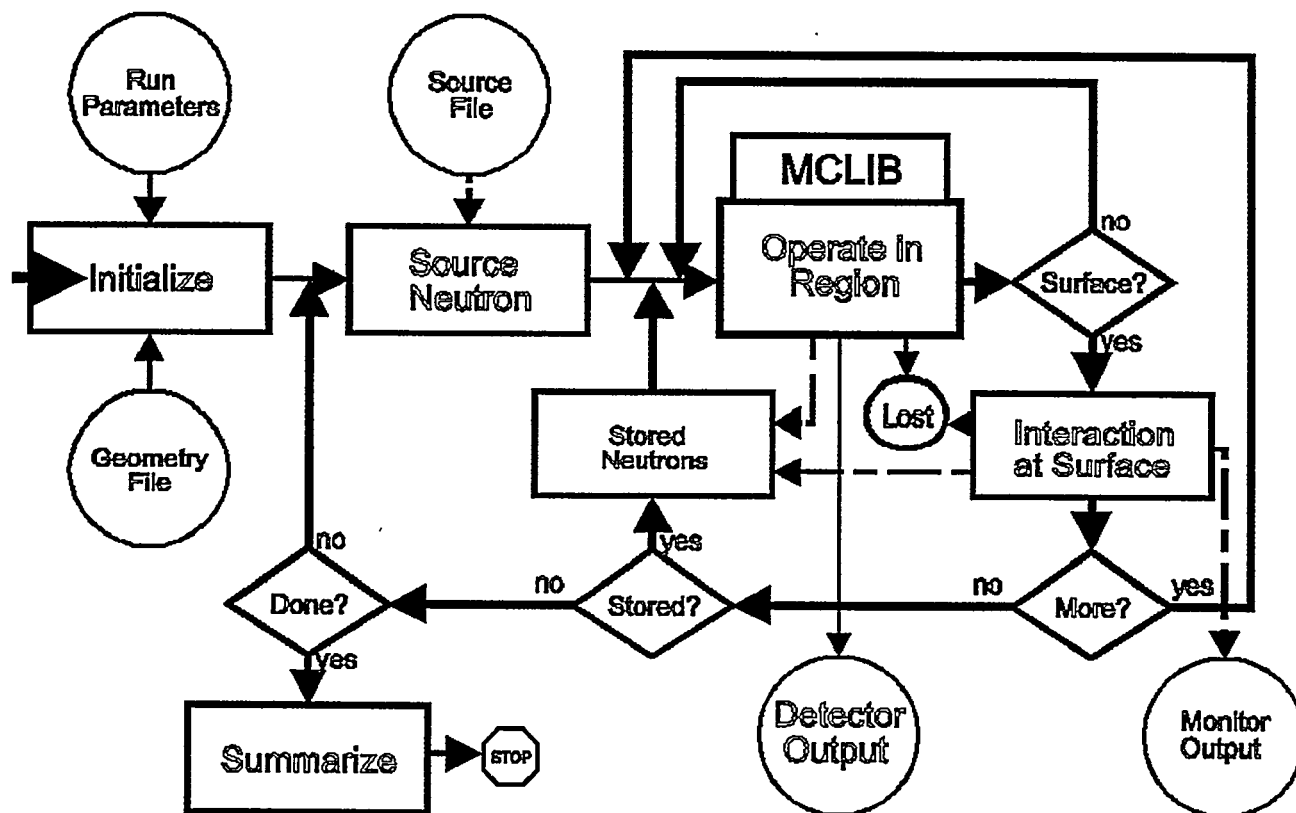 Run
Parameters
Source
File
MCLIB
no
Initialize
Source
Neutron
Operate in
Region
Surface?
yes
Geometry
File
Stored
Neutrons
Lost
Interaction
at Surface
no
yes
Done?
no
Stored?
no
More?
yes
yes
Summarize
STOP
Detector
Output
Monitor
Output